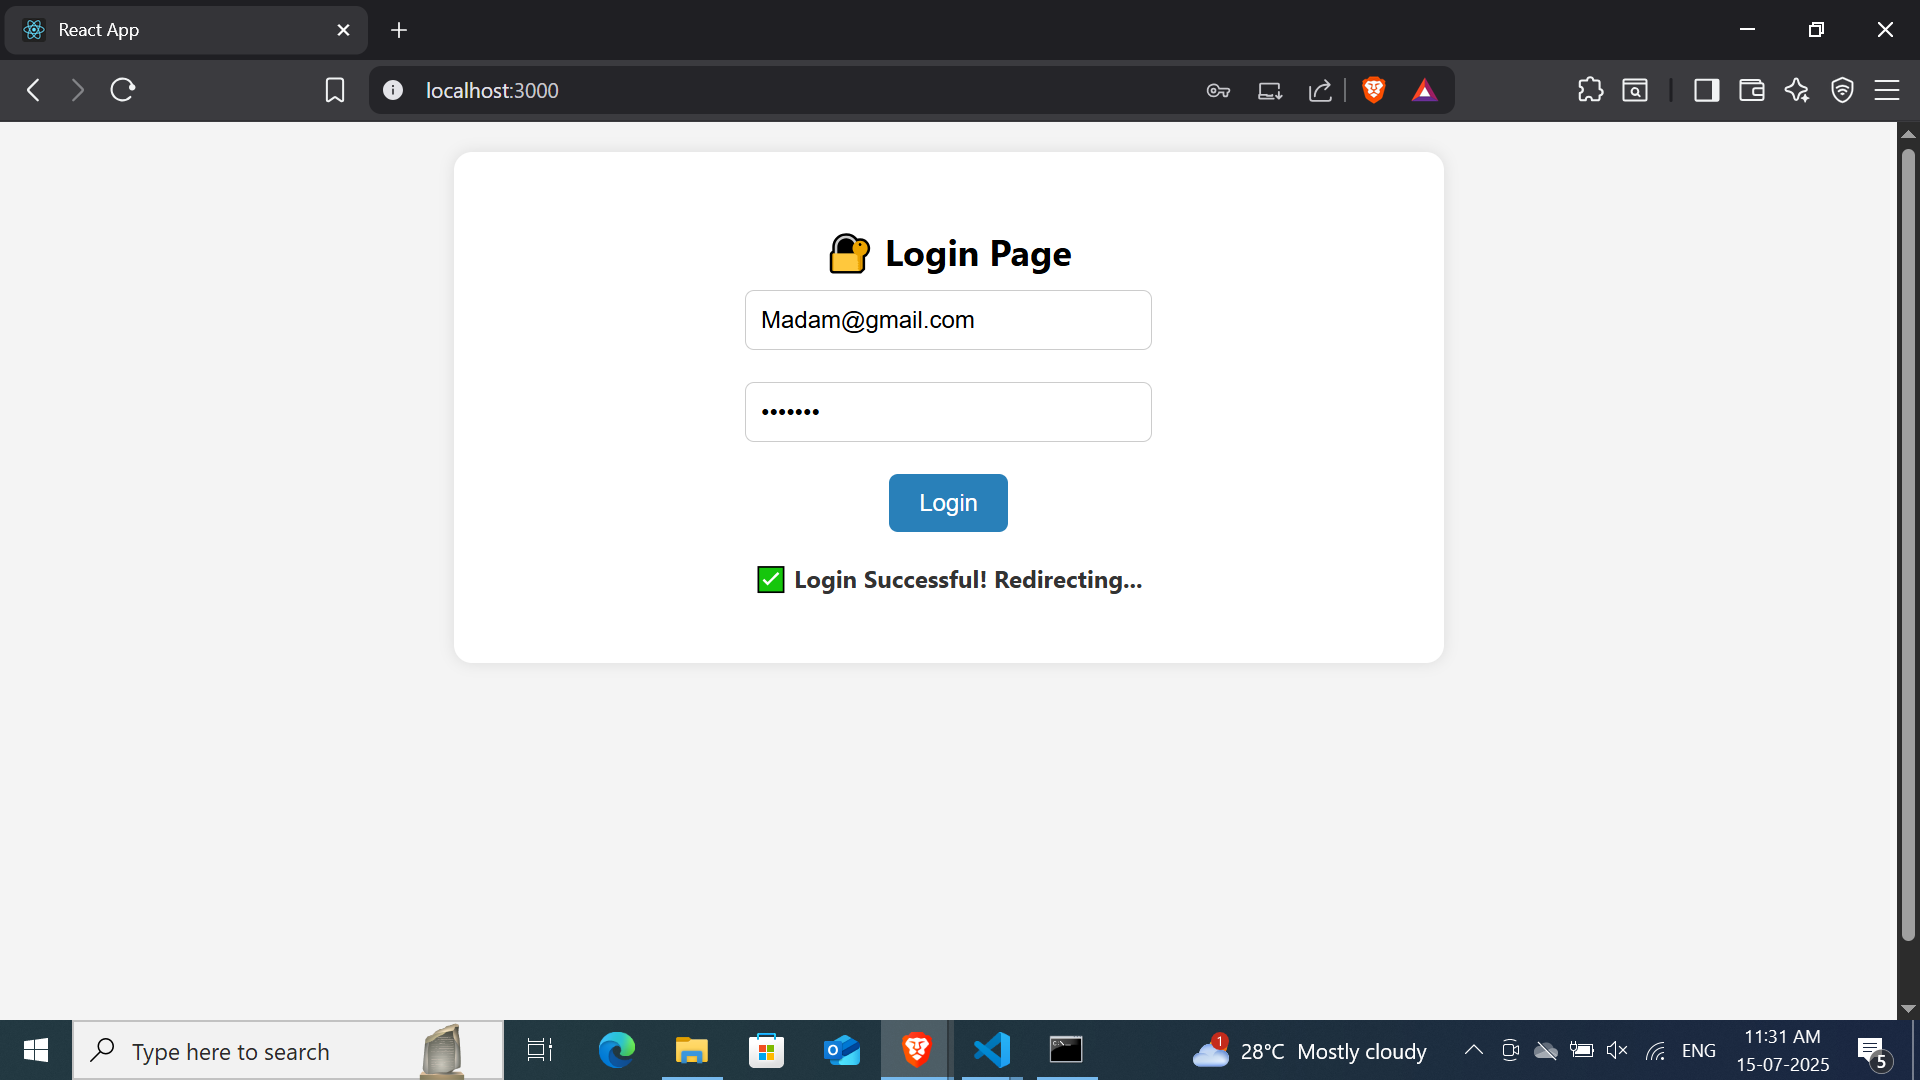 React App
localhost:3000
Login Page
Madam@gmail.com
•••••••
Login
Login Successful! Redirecting...
Type here to search
1
28°C Mostly cloudy
ENG
11:31 AM
15-07-2025
5